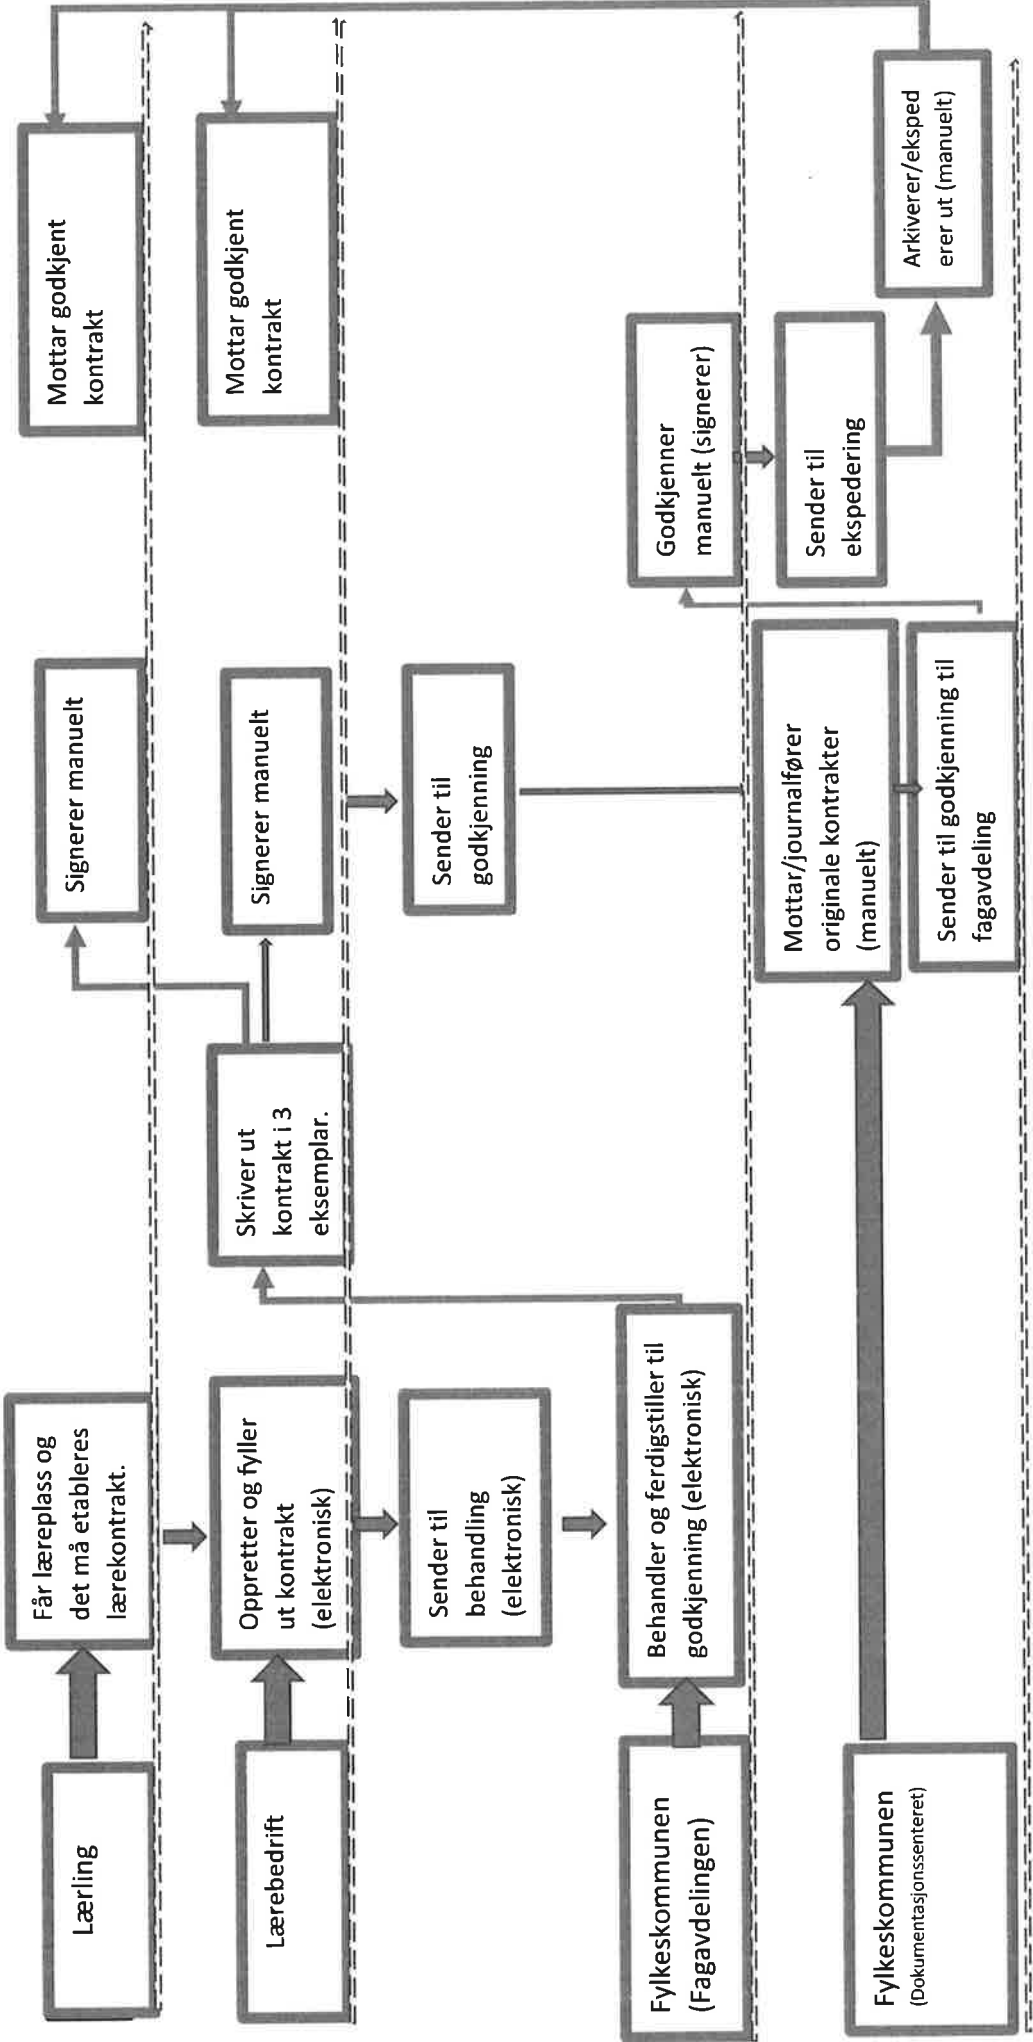 Lærling
Får læreplass og
det må etableres
lærekontrakt.
Signerer manuelt
Mottar godkjent
kontrakt
Lærebedrift
Oppretter og fyller
ut kontrakt
(elektronisk)
Skriver ut
kontrakt i 3
eksemplar.
Signerer manuelt
Mottar godkjent
kontrakt
Sender til
behandling
(elektronisk)
Sender til
godkjenning
Fylkeskommunen
(Fagavdelingen)
Behandler og ferdigstiller til
godkjenning (elektronisk)
Godkjenner
manuelt (signerer)
Fylkeskommunen
(Dokumentasjonssenteret)
Mottar/journalfører
originale kontrakter
(manuelt)
Sender til godkjenning til
fagavdeling
Sender til
ekspedering
Arkiverer/eksped
erer ut (manuelt)